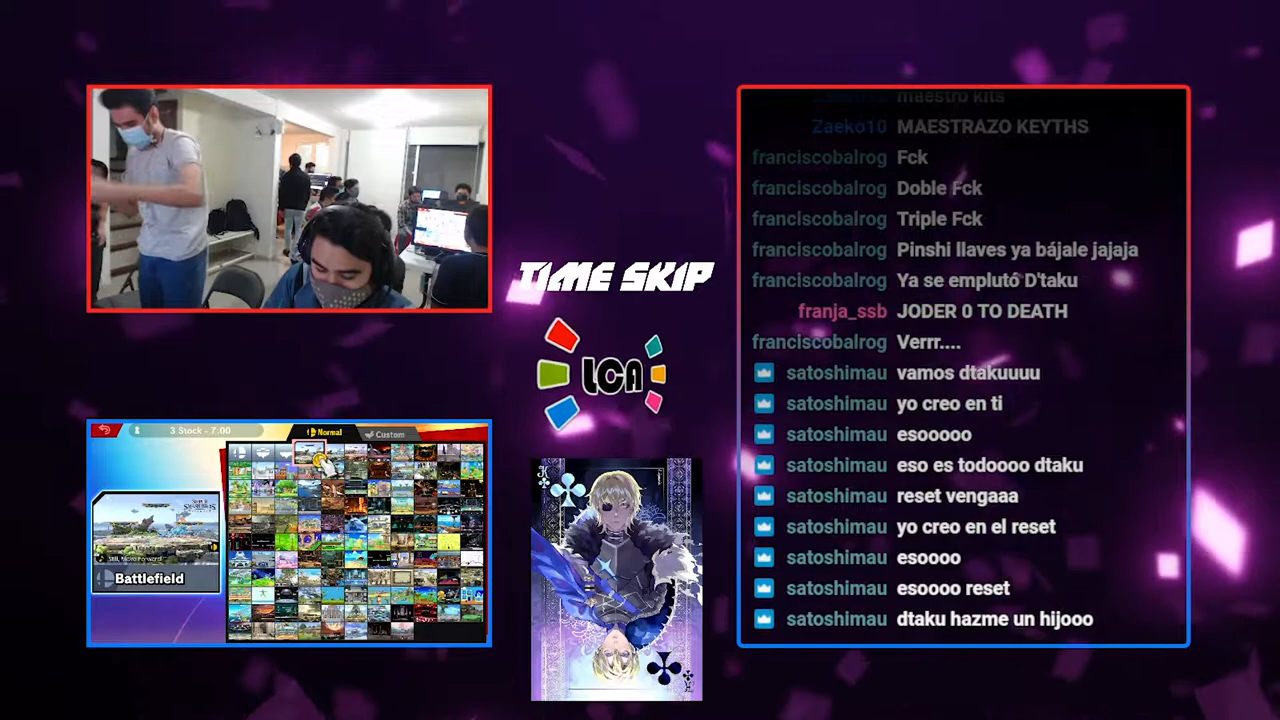 3 Stock - 7:00
Normal
Custom
Battlefield
TIME SKIP
LCA
K
maestro kits
Zaeko10 MAESTRAZO KEYTHS
franciscobalrog Fck
franciscobalrog Doble Fck
franciscobalrog Triple Fck
franciscobalrog Pinshi llaves ya bájale jajaja
franciscobalrog Ya se emplutó D'taku
franja_ssb JODER 0 TO DEATH
franciscobalrog Verrr....
satoshimau vamos dtakuuuu
satoshimau yo creo en ti
satoshimau esooooo
satoshimau eso es todoooo dtaku
satoshimau reset vengaaa
satoshimau yo creo en el reset
satoshimau esoooo
satoshimau esoooo reset
satoshimau dtaku hazme un hijooo